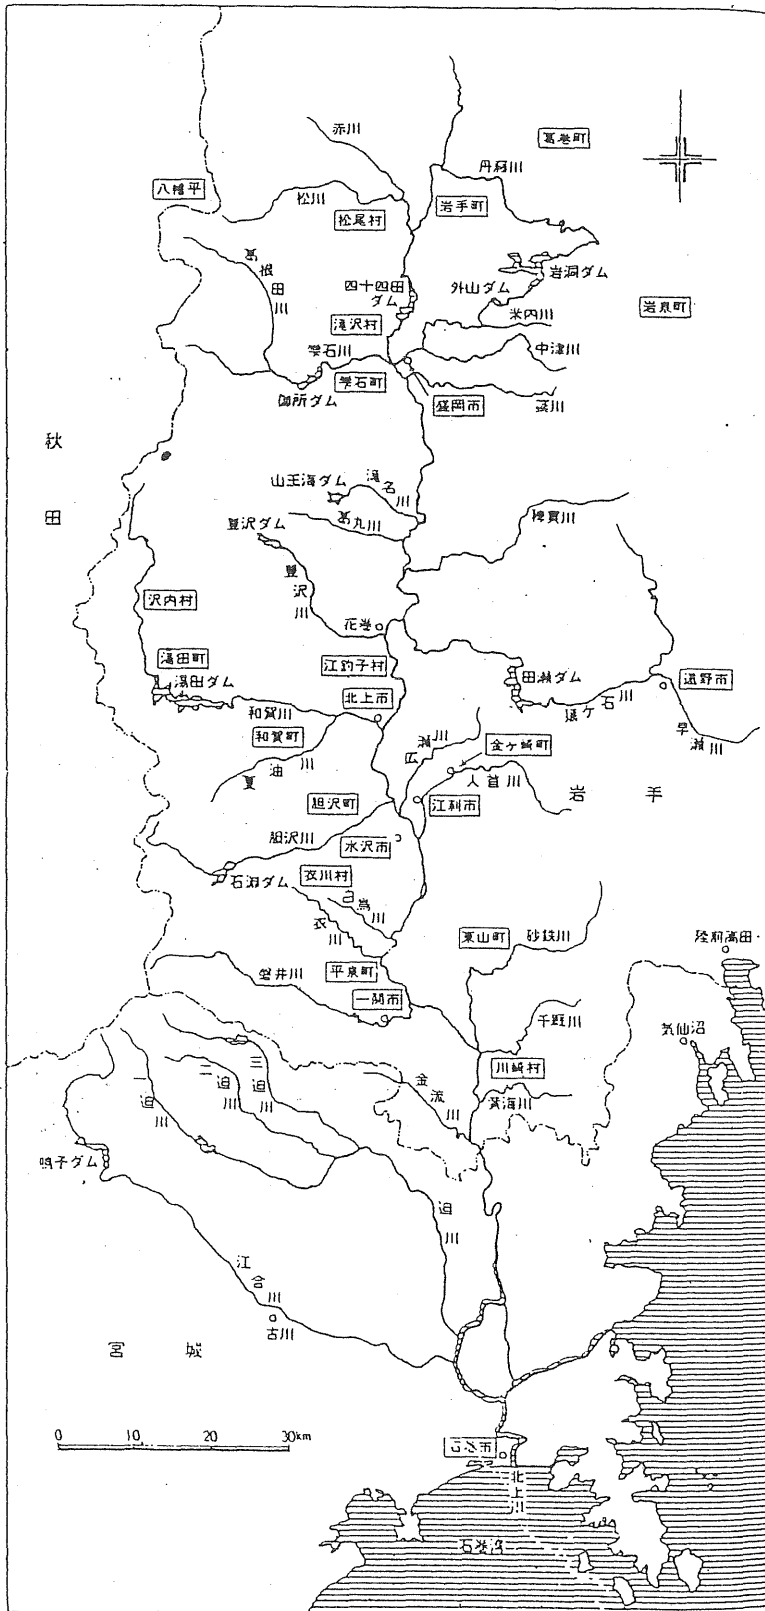 赤川
葛巻町
丹藤川
八幡平
松川
松尾村
岩手町
葛根田川
四十四田ダム
外山ダム
岩洞ダム
米内川
岩泉町
滝沢村
雫石川
中津川
雫石町
御所ダム
盛岡市
簗川
秋田
山王海ダム
滝名川
葛丸川
豊沢ダム
稗貫川
豊沢川
沢内村
花巻
江釣子村
湯田町
湯田ダム
田瀬ダム
遠野市
北上市
和賀川
猿ケ石川
早瀬川
和賀町
広瀬川
金ケ崎町
夏油川
人首川
岩手
胆沢町
江刺市
胆沢川
水沢市
石淵ダム
衣川村
白鳥川
衣川
東山町
砂鉄川
陸前高田
磐井川
平泉町
一関市
千厩川
気仙沼
三迫川
二迫川
一迫川
金流川
川崎村
黄海川
鳴子ダム
迫川
江合川
古川
宮城
0 10 20 30km
北上川